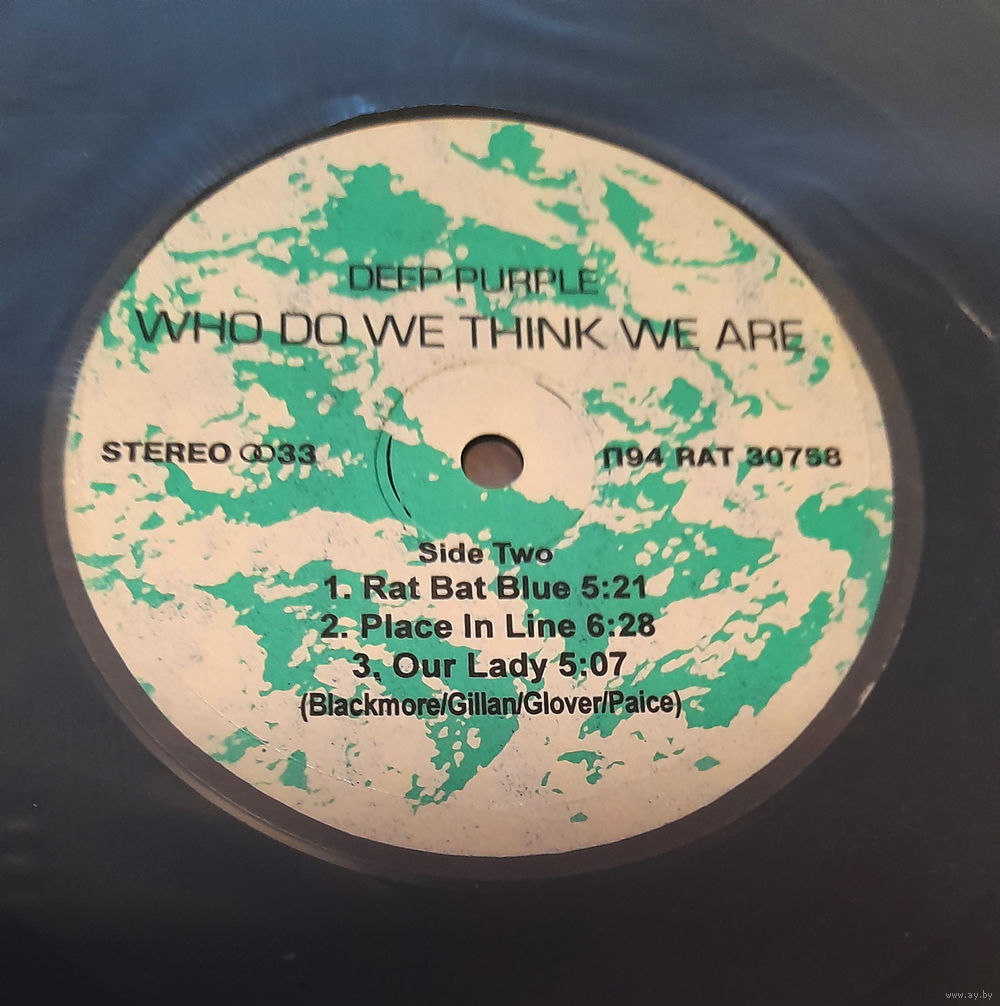 DEEP PURPLE
WHO DO WE THINK WE ARE
STEREO 33
П94 RAT 30758
Side Two
1. Rat Bat Blue 5:21
2. Place In Line 6:28
3. Our Lady 5:07
(Blackmore/Gillan/Glover/Paice)
www.ay.by